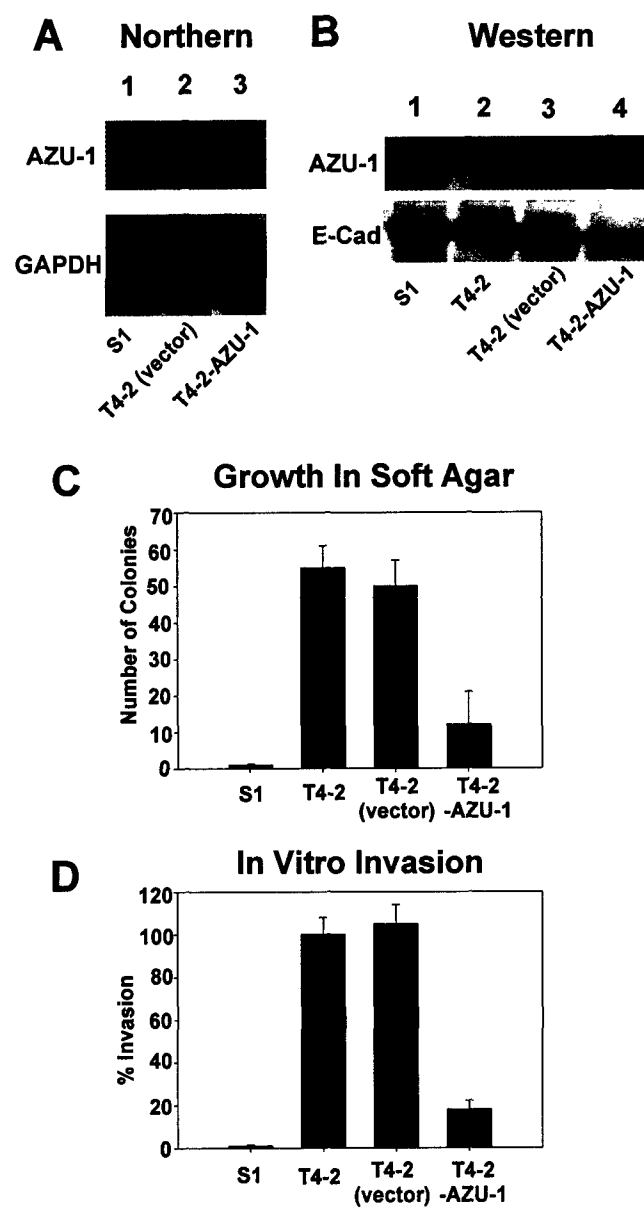 A Northern
1 2 3
AZU-1
GAPDH
S1
T4-2 (vector)
T4-2-AZU-1
B Western
1 2 3 4
AZU-1
E-Cad
S1
T4-2
T4-2 (vector)
T4-2-AZU-1
C Growth In Soft Agar
Number of Colonies
70
60
50
40
30
20
10
0
S1
T4-2
T4-2
(vector)
T4-2
-AZU-1
D In Vitro Invasion
% Invasion
120
100
80
60
40
20
0
S1
T4-2
T4-2
(vector)
T4-2
-AZU-1